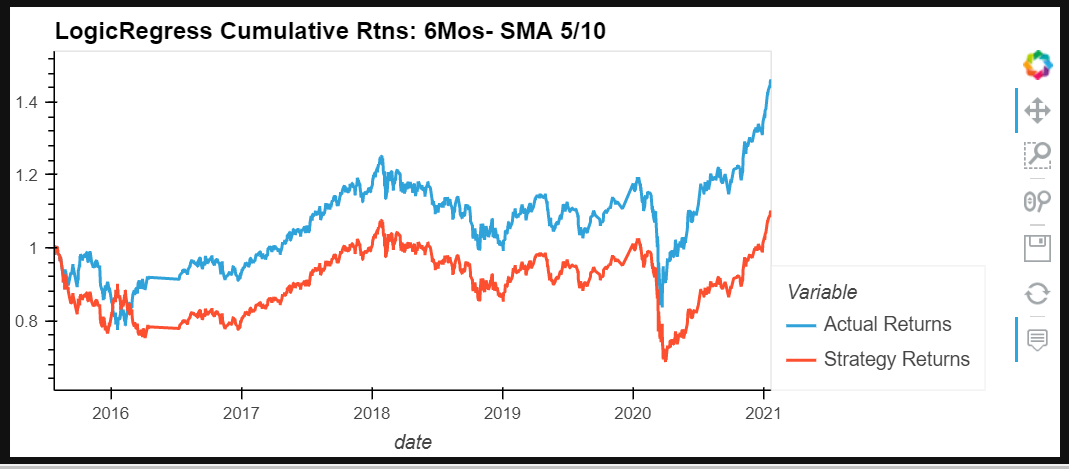 LogicRegress Cumulative Rtns: 6Mos- SMA 5/10
1.4
1.2
1
0.8
2016 2017 2018 2019 2020 2021
date
Variable
Actual Returns
Strategy Returns